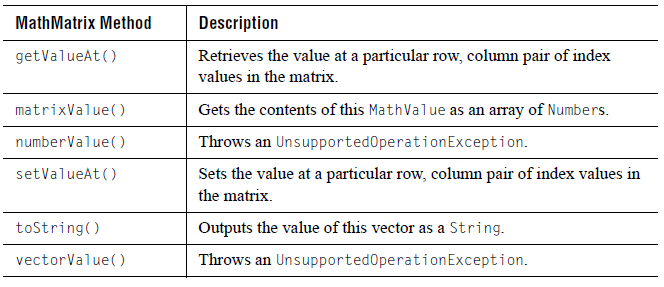 MathMatrix Method Description
getValueAt() Retrieves the value at a particular row, column pair of index
values in the matrix.
matrixValue() Gets the contents of this MathValue as an array of Numbers.
numberValue() Throws an UnsupportedOperationException.
setValueAt() Sets the value at a particular row, column pair of index values in
the matrix.
toString() Outputs the value of this vector as a String.
vectorValue() Throws an UnsupportedOperationException.